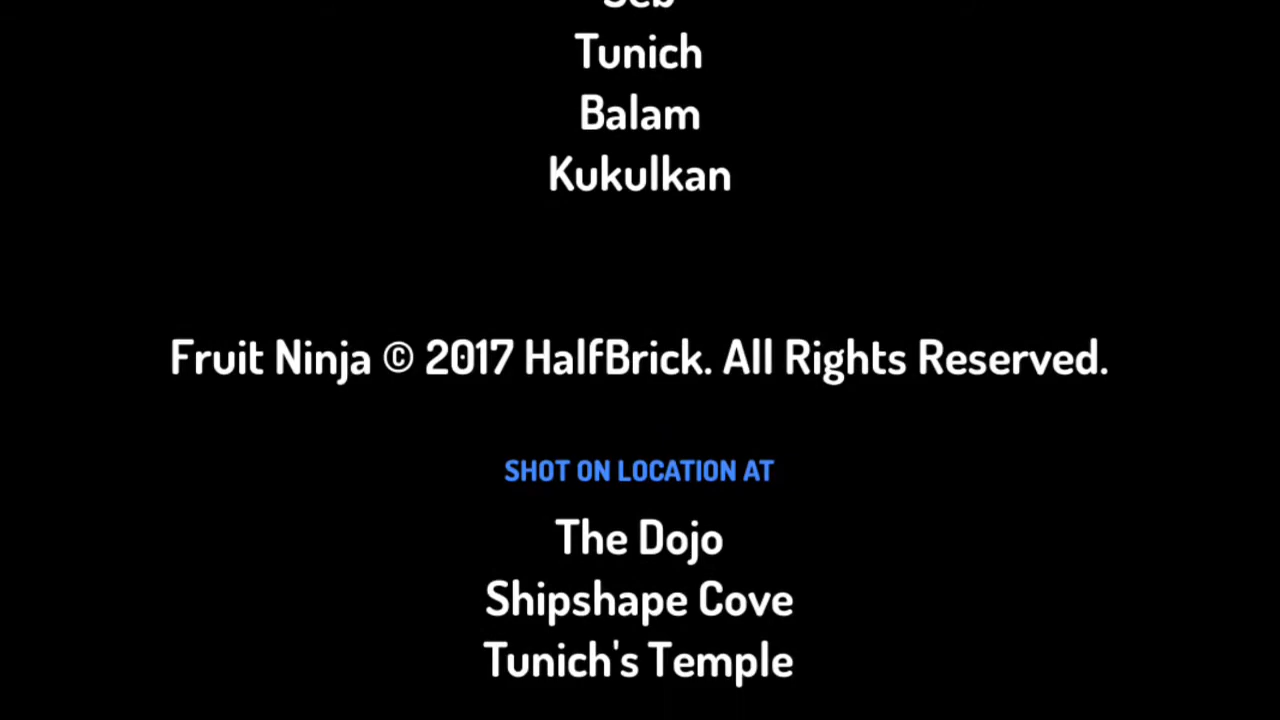 Seb
Tunich
Balam
Kukulkan
Fruit Ninja © 2017 HalfBrick. All Rights Reserved.
SHOT ON LOCATION AT
The Dojo
Shipshape Cove
Tunich's Temple